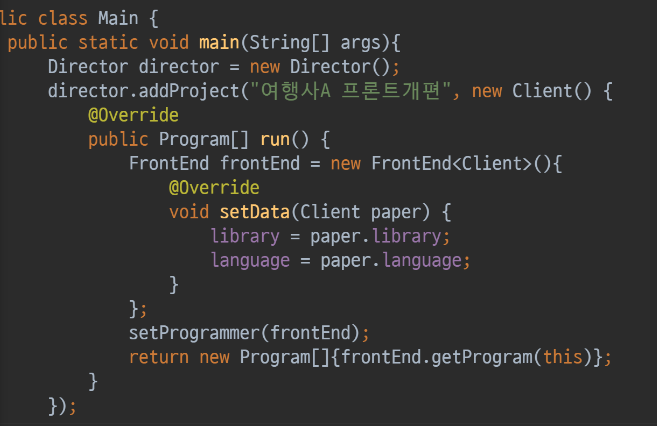 lic class Main {
public static void main(String[] args){
Director director = new Director();
director.addProject("여행사A 프론트개편", new Client() {
@Override
public Program[] run() {
FrontEnd frontEnd = new FrontEnd<Client>(){
@Override
void setData(Client paper) {
library = paper.library;
language = paper.language;
}
};
setProgrammer(frontEnd);
return new Program[]{frontEnd.getProgram(this)};
}
});